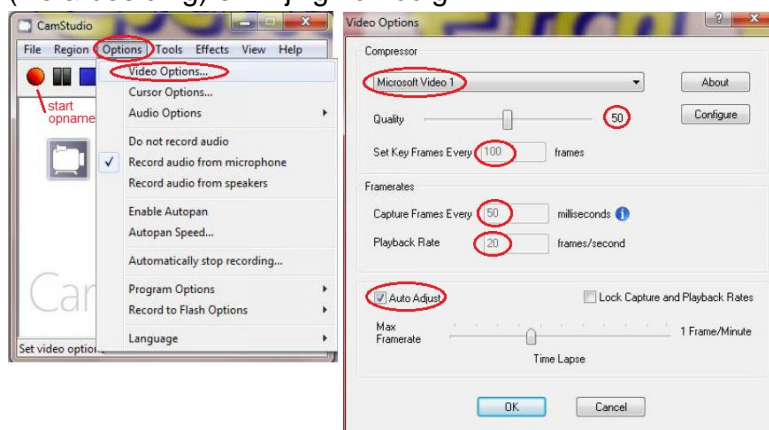 CamStudio
File Region Options Tools Effects View Help
start
opname
Video Options...
Cursor Options...
Audio Options
Do not record audio
Record audio from microphone
Record audio from speakers
Enable Autopan
Autopan Speed...
Automatically stop recording...
Program Options
Record to Flash Options
Language
Set video option
Video Options
Compressor
Microsoft Video 1
About
Quality 50
Configure
Set Key Frames Every 100 frames
Framerates
Capture Frames Every 50 milliseconds
Playback Rate 20 frames/second
Auto Adjust
Lock Capture and Playback Rates
Max
Framerate
1 Frame/Minute
Time Lapse
OK Cancel